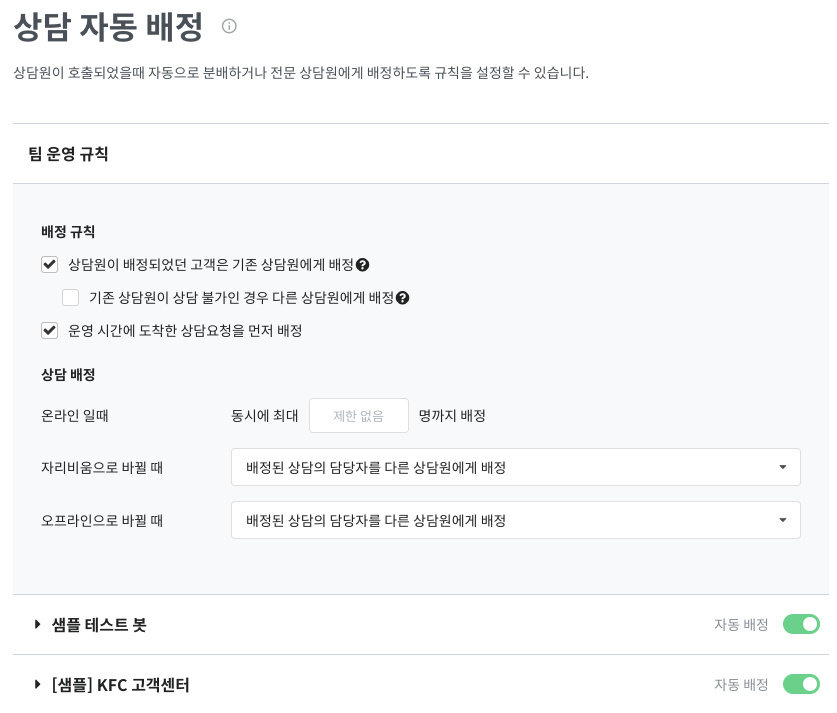 상담 자동 배정
상담원이 호출되었을때 자동으로 분배하거나 전문 상담원에게 배정하도록 규칙을 설정할 수 있습니다.
팀 운영 규칙
배정 규칙
상담원이 배정되었던 고객은 기존 상담원에게 배정
기존 상담원이 상담 불가인 경우 다른 상담원에게 배정
운영 시간에 도착한 상담요청을 먼저 배정
상담 배정
온라인 일때 동시에 최대 제한 없음 명까지 배정
자리비움으로 바뀔 때 배정된 상담의 담당자를 다른 상담원에게 배정
오프라인으로 바뀔 때 배정된 상담의 담당자를 다른 상담원에게 배정
샘플 테스트 봇 자동 배정
[샘플] KFC 고객센터 자동 배정